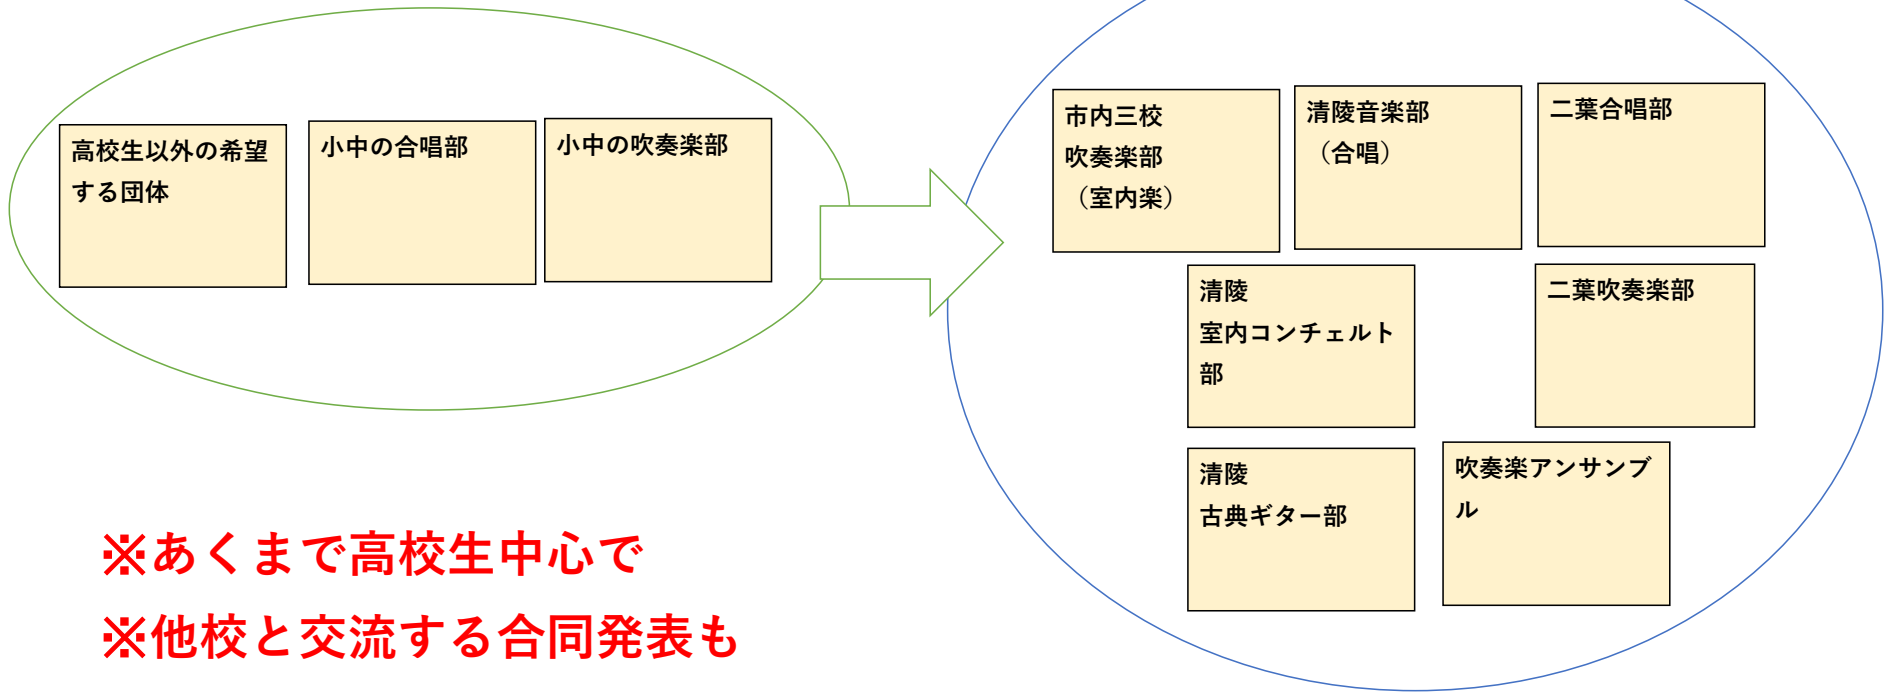 高校生以外の希望
する団体
小中の合唱部
小中の吹奏楽部
市内三校
吹奏楽部
（室内楽）
清陵音楽部
（合唱）
二葉合唱部
清陵
室内コンチェルト
部
二葉吹奏楽部
清陵
古典ギター部
吹奏楽アンサンブ
ル
※あくまで高校生中心で
※他校と交流する合同発表も